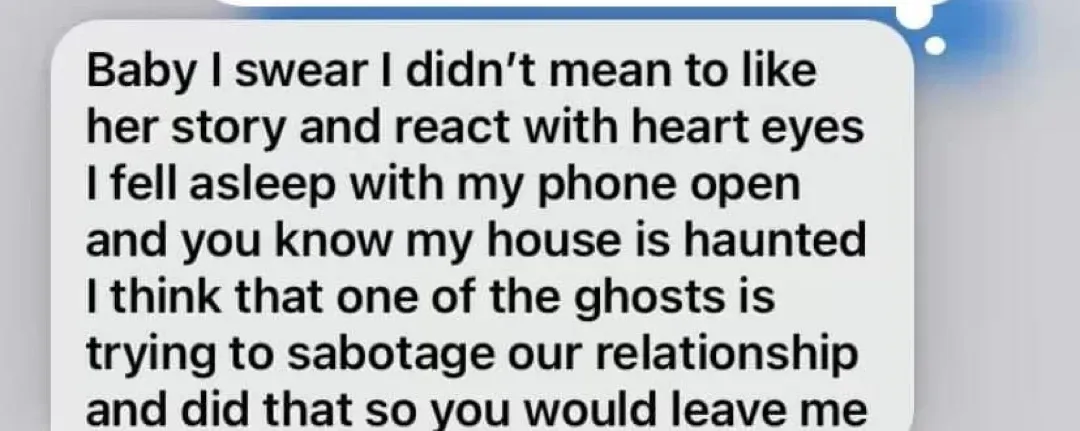 Baby I swear I didn’t mean to like
her story and react with heart eyes
I fell asleep with my phone open
and you know my house is haunted
I think that one of the ghosts is
trying to sabotage our relationship
and did that so you would leave me